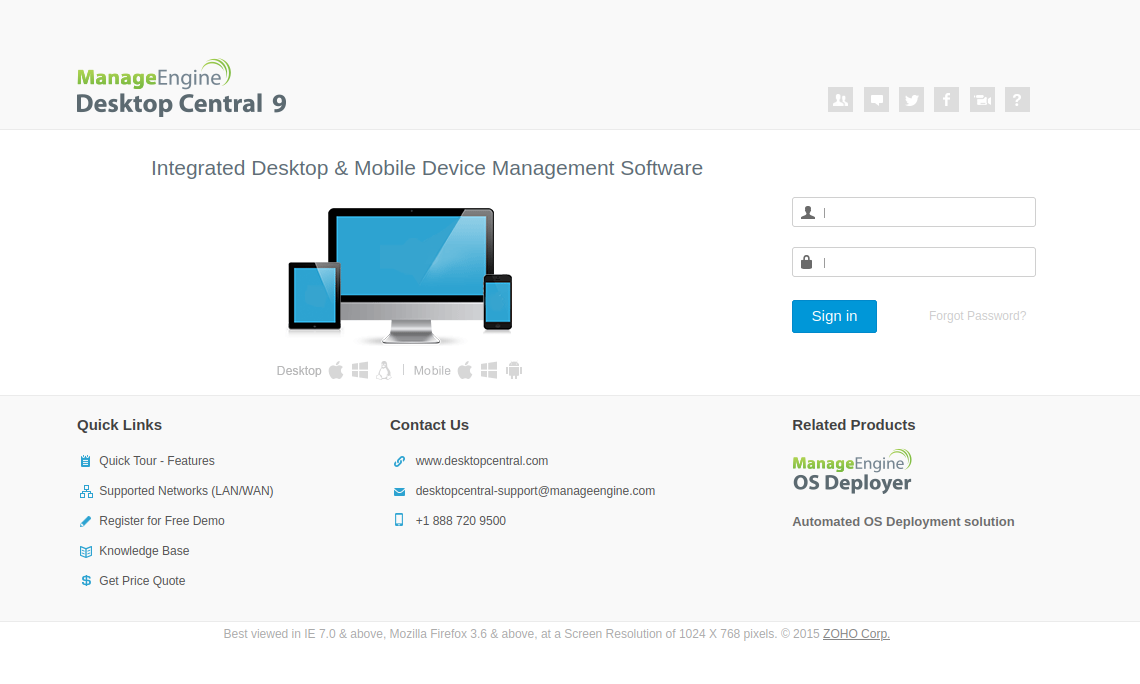 ManageEngine
Desktop Central 9
Integrated Desktop & Mobile Device Management Software
Sign in
Forgot Password?
Desktop | Mobile
Quick Links
Quick Tour - Features
Supported Networks (LAN/WAN)
Register for Free Demo
Knowledge Base
Get Price Quote
Contact Us
www.desktopcentral.com
desktopcentral-support@manageengine.com
+1 888 720 9500
Related Products
ManageEngine
OS Deployer
Automated OS Deployment solution
Best viewed in IE 7.0 & above, Mozilla Firefox 3.6 & above, at a Screen Resolution of 1024 X 768 pixels. © 2015 ZOHO Corp.